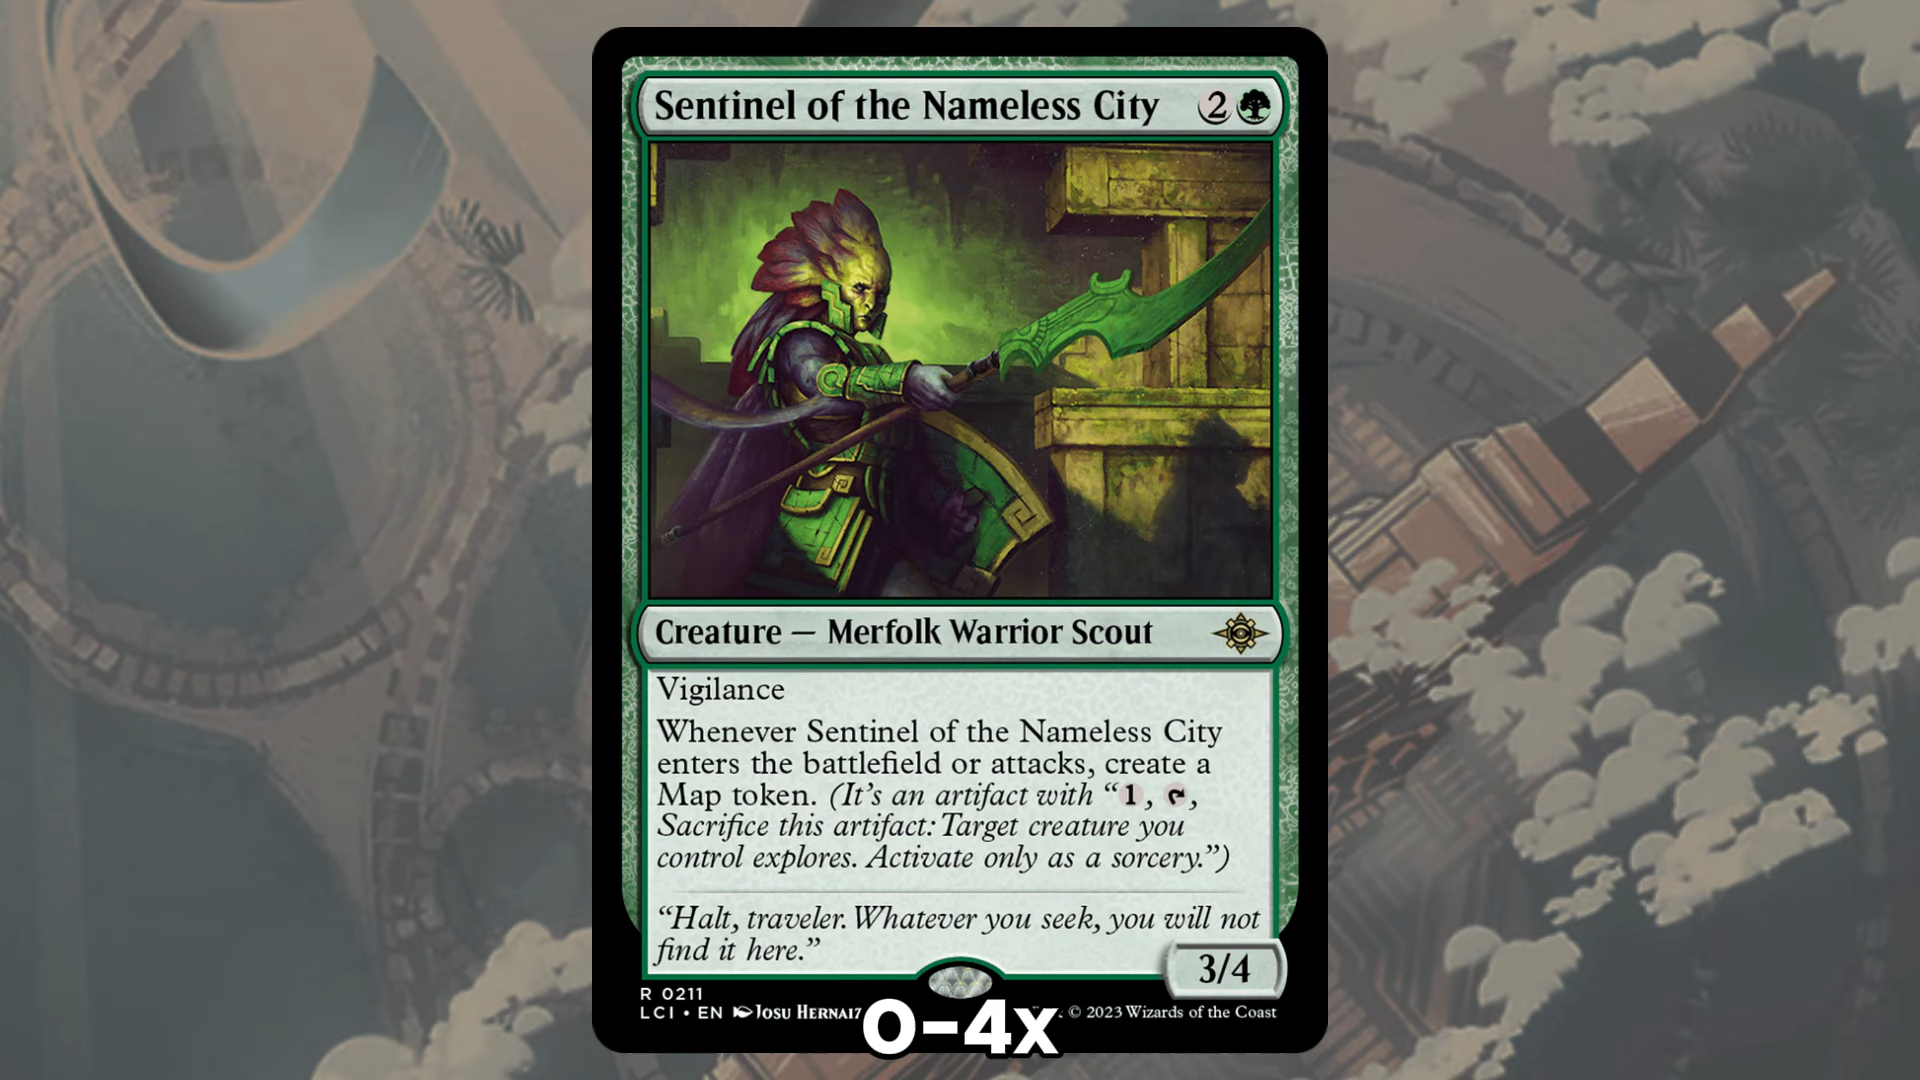 Sentinel of the Nameless City 2
Creature — Merfolk Warrior Scout
Vigilance
Whenever Sentinel of the Nameless City
enters the battlefield or attacks, create a
Map token. (It’s an artifact with “1, ,
Sacrifice this artifact: Target creature you
control explores. Activate only as a sorcery.”)
“Halt, traveler. Whatever you seek, you will not
find it here.”
3/4
R 0211
LCI • EN Josu
© 2023 Wizards of the Coast
0–4x